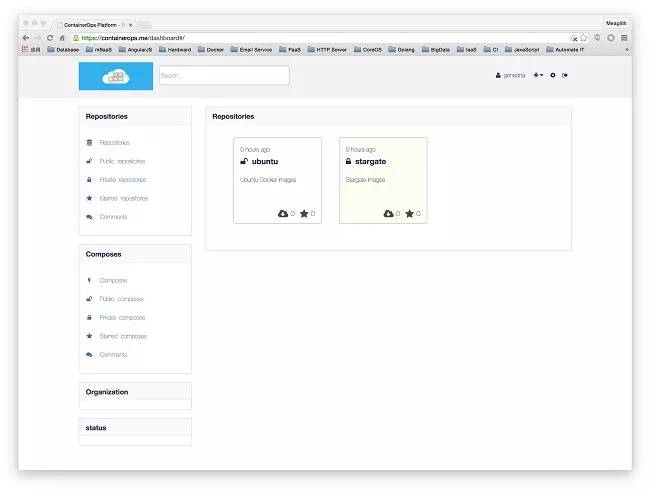 ContainerOps Platform - D
Meaglith
https://containerops.me/dashboard#/
应用 Database mBaaS AngularJS Hardward Docker Email Service PaaS HTTP Server CoreOS Golang BigData IaaS CI JavaScript Automate IT »
Search...
genedna
Repositories
Repositories
Public repositories
Private repositories
Starred repositories
Comments
Composes
Composes
Public composes
Private composes
Starred composes
Comments
Organization
status
Repositories
0 hours ago
ubuntu
Ubuntu Docker Images
0 0
0 hours ago
stargate
Stargate Images
0 0